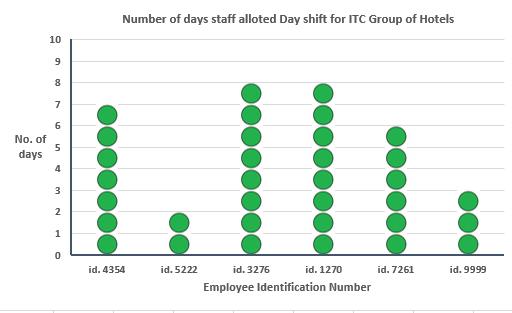 Number of days staff alloted Day shift for ITC Group of Hotels
10
9
8
7
6
5
4
3
2
1
0
No. of
days
id. 4354 id. 5222 id. 3276 id. 1270 id. 7261 id. 9999
Employee Identification Number